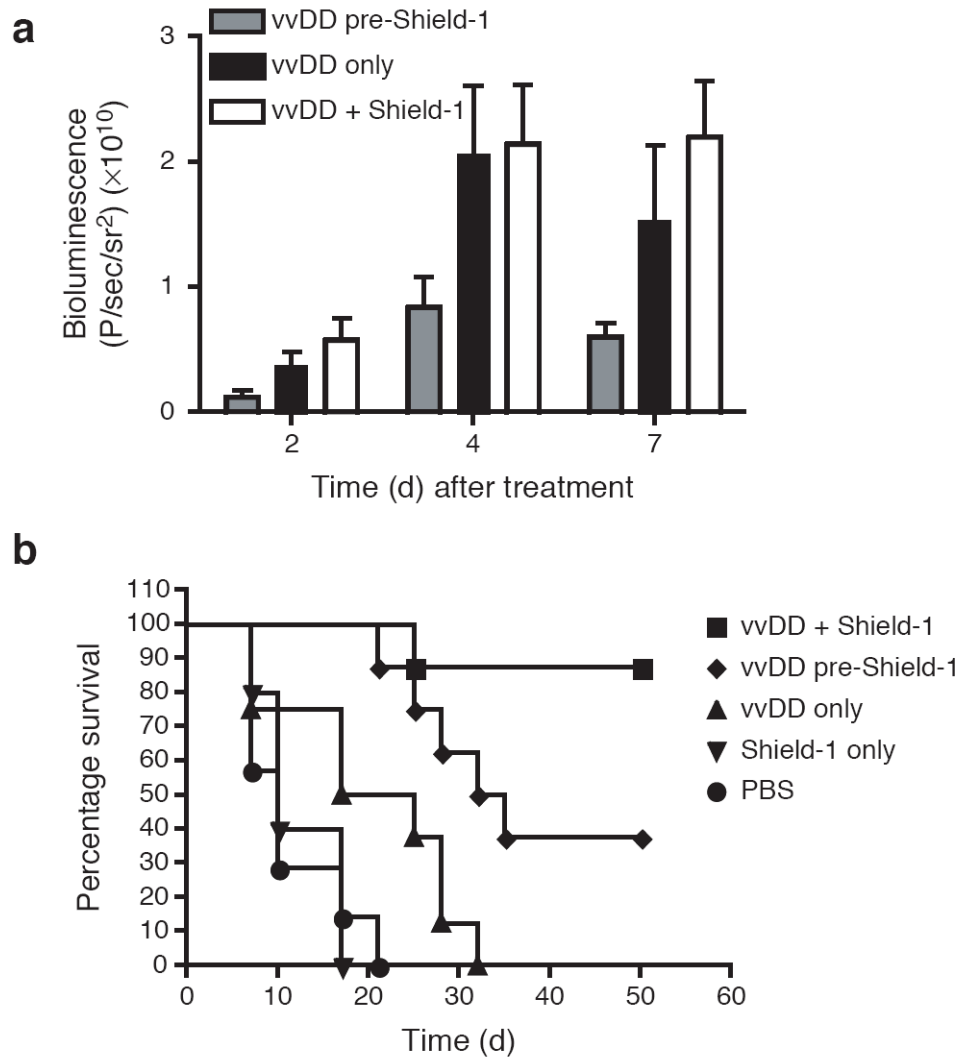 a
vvDD pre-Shield-1
vvDD only
vvDD + Shield-1
Bioluminescence
(P/sec/sr²) (×10¹⁰)
3
2
1
0
2 4 7
Time (d) after treatment
b
Percentage survival
110
100
90
80
70
60
50
40
30
20
10
0
0 10 20 30 40 50 60
Time (d)
vvDD + Shield-1
vvDD pre-Shield-1
vvDD only
Shield-1 only
PBS